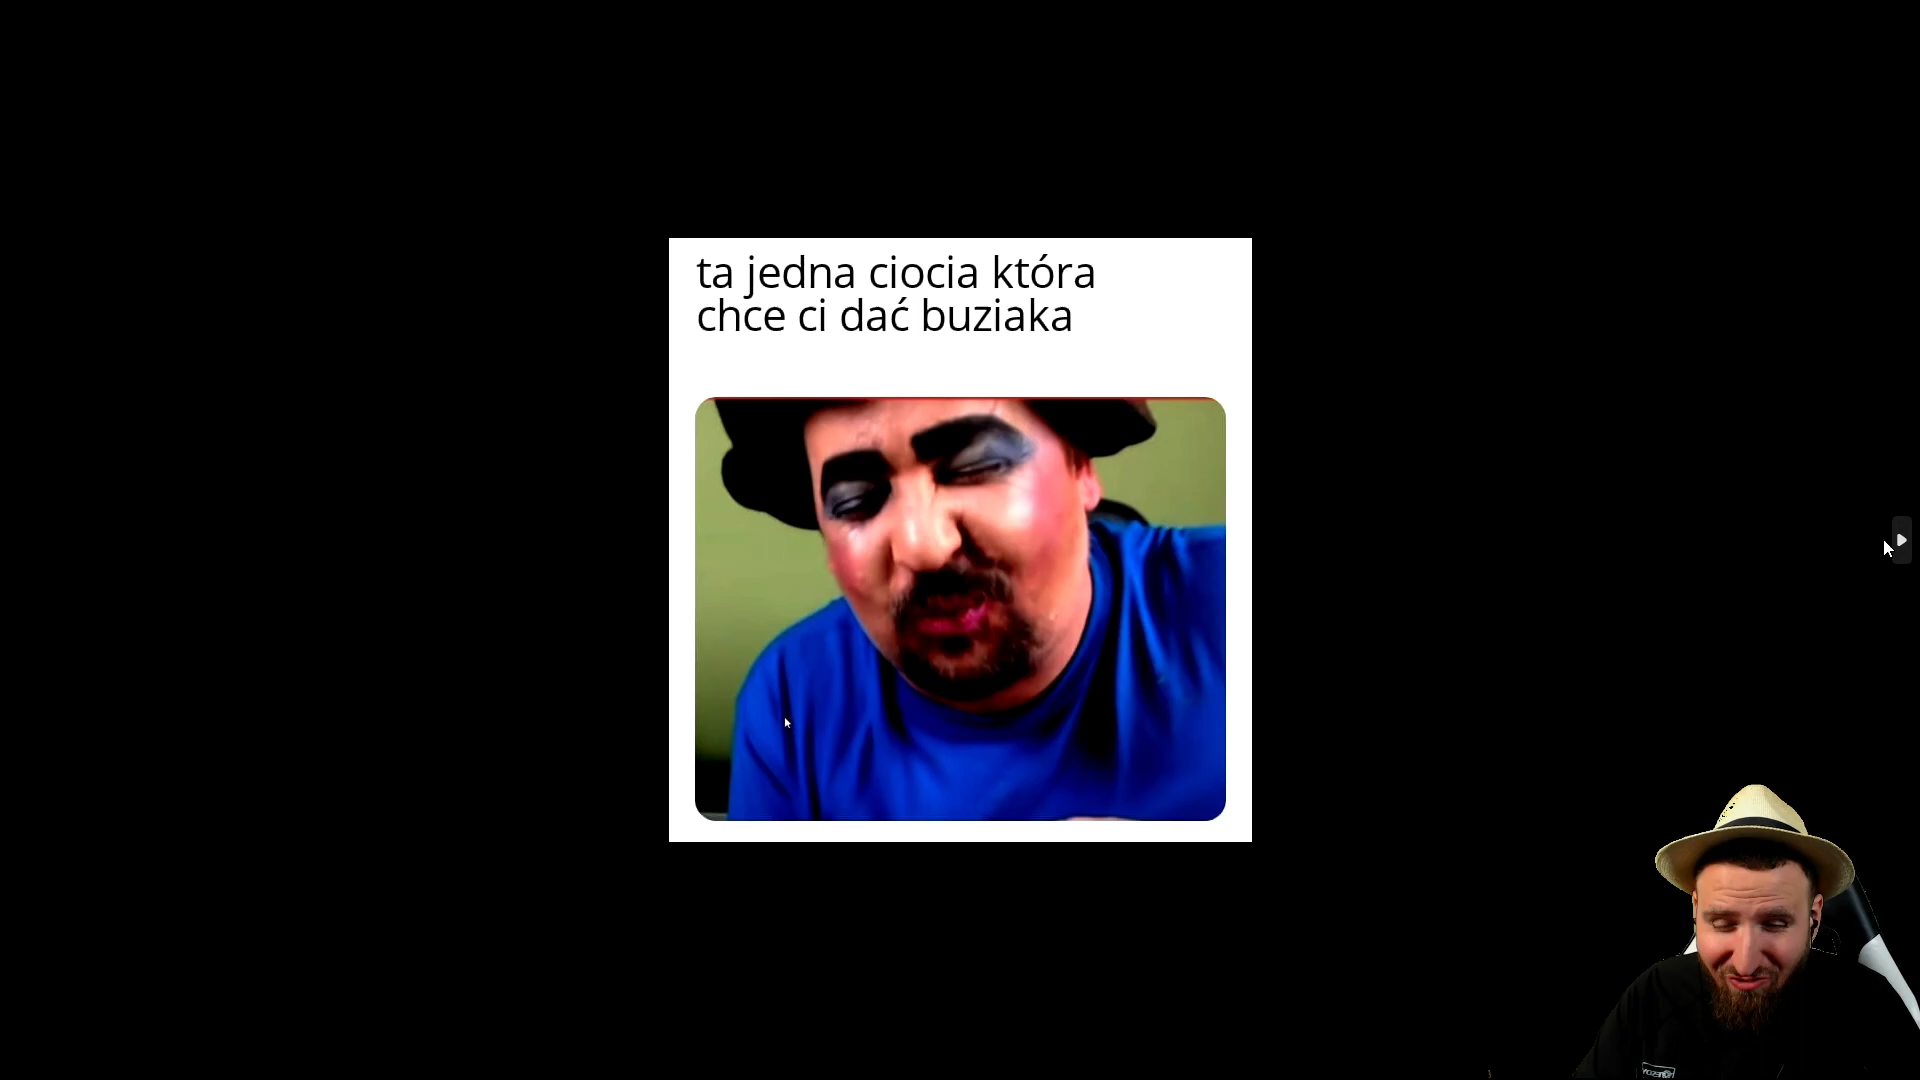 ta jedna ciocia która
chce ci dać buziaka